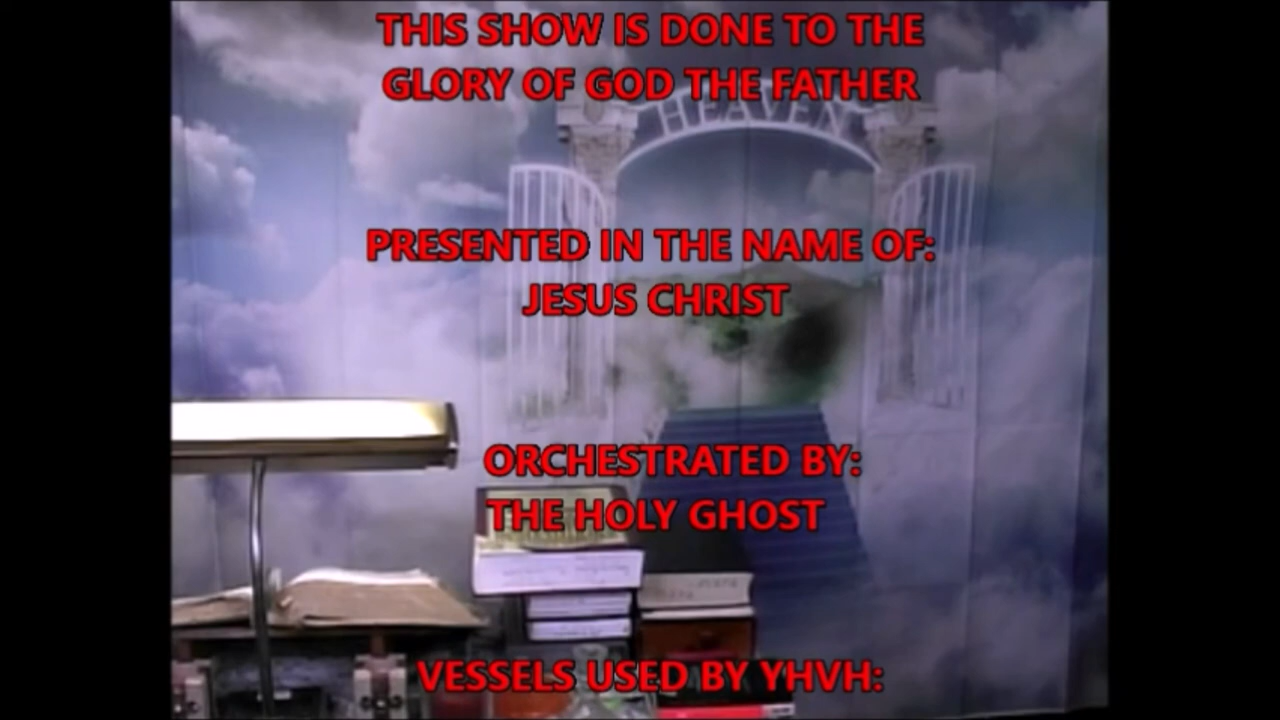 THIS SHOW IS DONE TO THE
GLORY OF GOD THE FATHER
HEAVEN
PRESENTED IN THE NAME OF:
JESUS CHRIST
ORCHESTRATED BY:
THE HOLY GHOST
VESSELS USED BY YHVH: